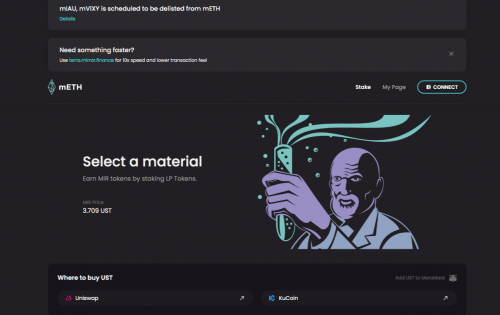 mIAU, mVIXY is scheduled to be delisted from mETH
Details
Need something faster?
Use terra.mirror.finance for 10x speed and lower transaction fee!
mETH
Stake
My Page
CONNECT
Select a material
Earn MIR tokens by staking LP Tokens.
MIR Price
3.709 UST
Where to buy UST
Add UST to MetaMask
Uniswap
KuCoin